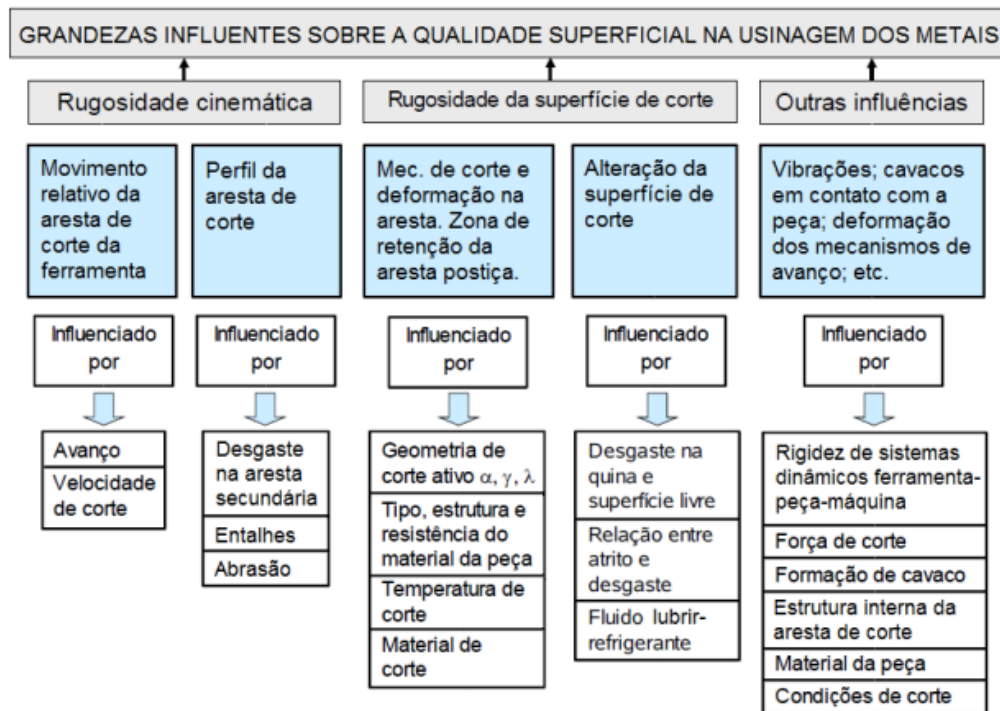 GRANDEZAS INFLUENTES SOBRE A QUALIDADE SUPERFICIAL NA USINAGEM DOS METAIS
Rugosidade cinemática
Rugosidade da superfície de corte
Outras influências
Movimento
relativo da
aresta de
corte da
ferramenta
Perfil da
aresta de
corte
Mec. de corte e
deformação na
aresta. Zona de
retenção da
aresta postiça.
Alteração da
superfície de
corte
Vibrações; cavacos
em contato com a
peça; deformação
dos mecanismos de
avanço; etc.
Influenciado
por
Influenciado
por
Influenciado
por
Influenciado
por
Influenciado
por
Avanço
Velocidade
de corte
Desgaste
na aresta
secundária
Entalhes
Abrasão
Geometria de
corte ativo α, γ, λ
Tipo, estrutura e
resistência do
material da peça
Temperatura de
corte
Material de
corte
Desgaste na
quina e
superfície livre
Relação entre
atrito e
desgaste
Fluido lubrir-
refrigerante
Rigidez de sistemas
dinâmicos ferramenta-
peça-máquina
Força de corte
Formação de cavaco
Estrutura interna da
aresta de corte
Material da peça
Condições de corte